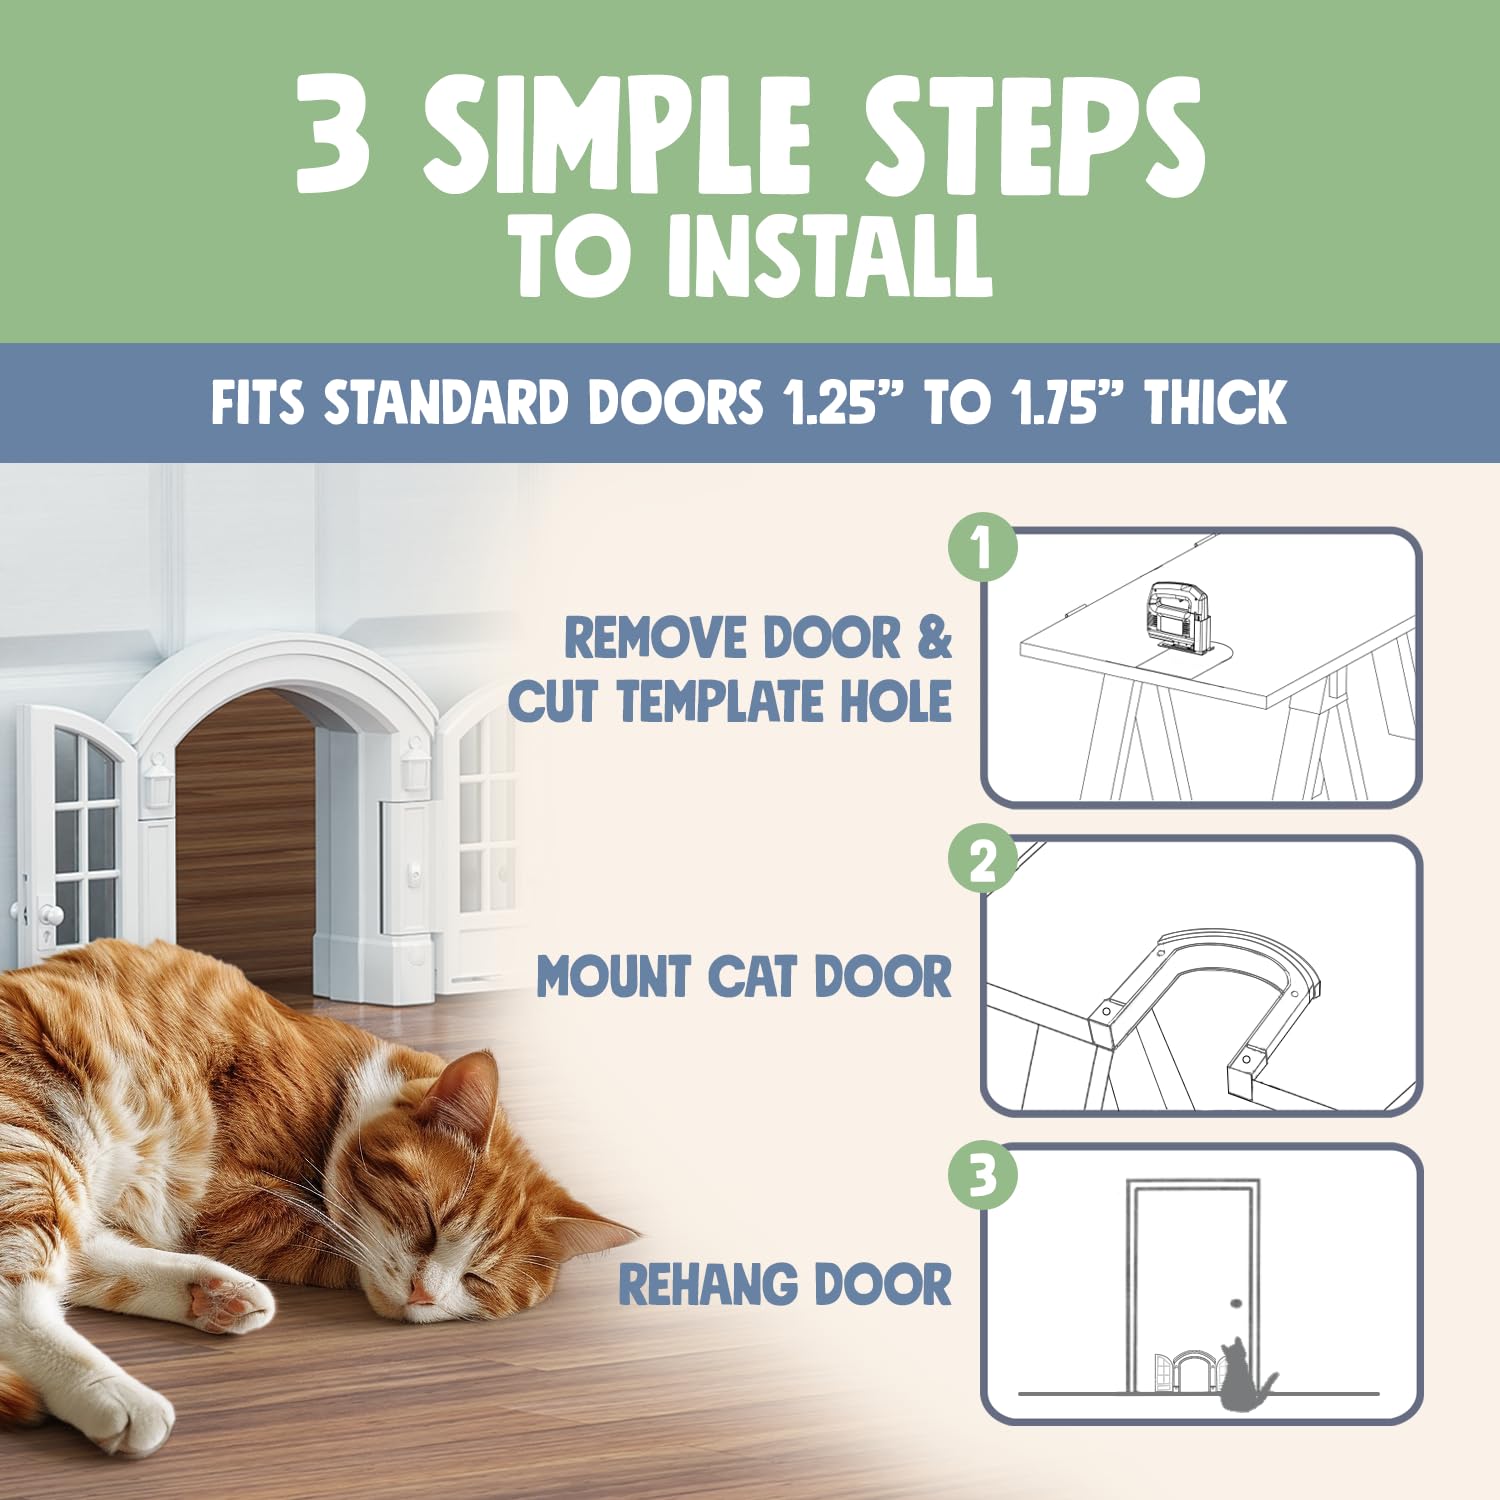 3 SIMPLE STEPS
TO INSTALL
FITS STANDARD DOORS 1.25” TO 1.75” THICK
1
REMOVE DOOR &
CUT TEMPLATE HOLE
2
MOUNT CAT DOOR
3
REHANG DOOR